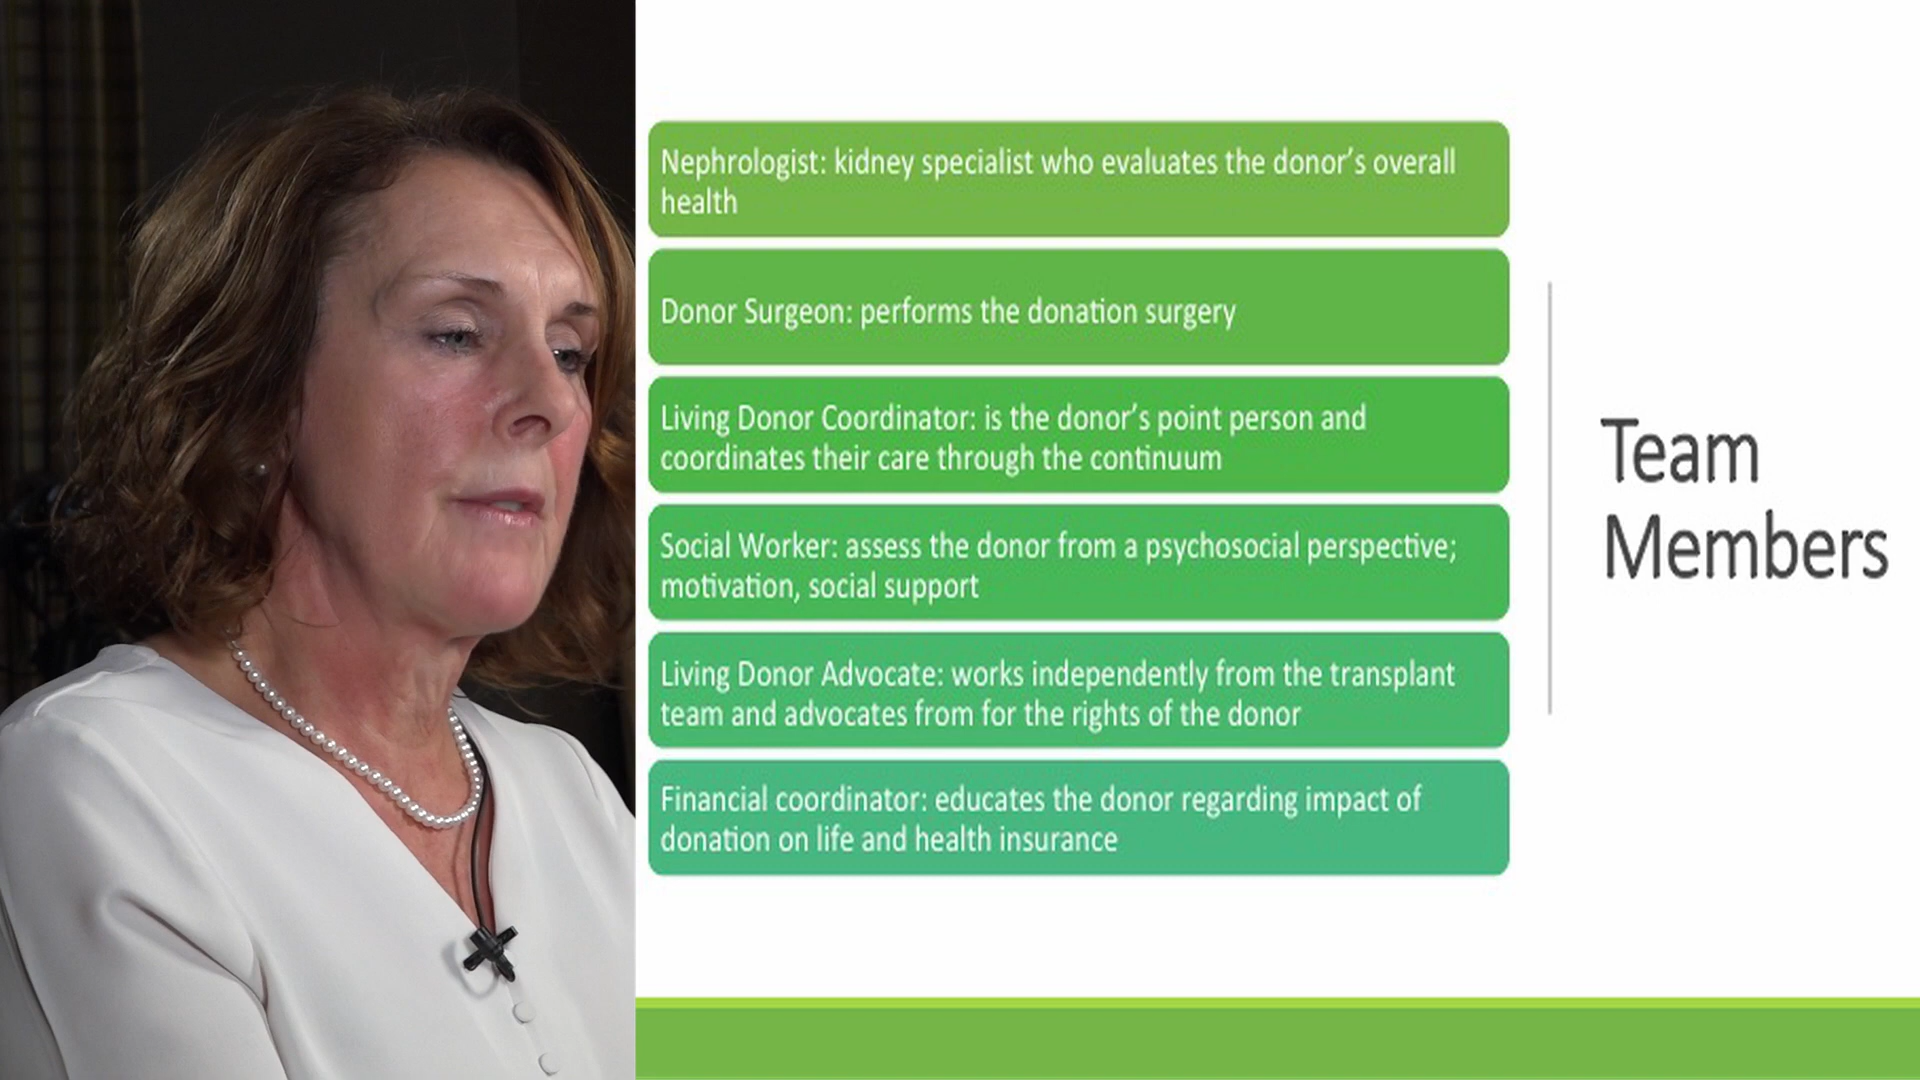 Nephrologist: kidney specialist who evaluates the donor’s overall
health
Donor Surgeon: performs the donation surgery
Living Donor Coordinator: is the donor’s point person and
coordinates their care through the continuum
Social Worker: assess the donor from a psychosocial perspective;
motivation, social support
Living Donor Advocate: works independently from the transplant
team and advocates from for the rights of the donor
Financial coordinator: educates the donor regarding impact of
donation on life and health insurance
Team
Members